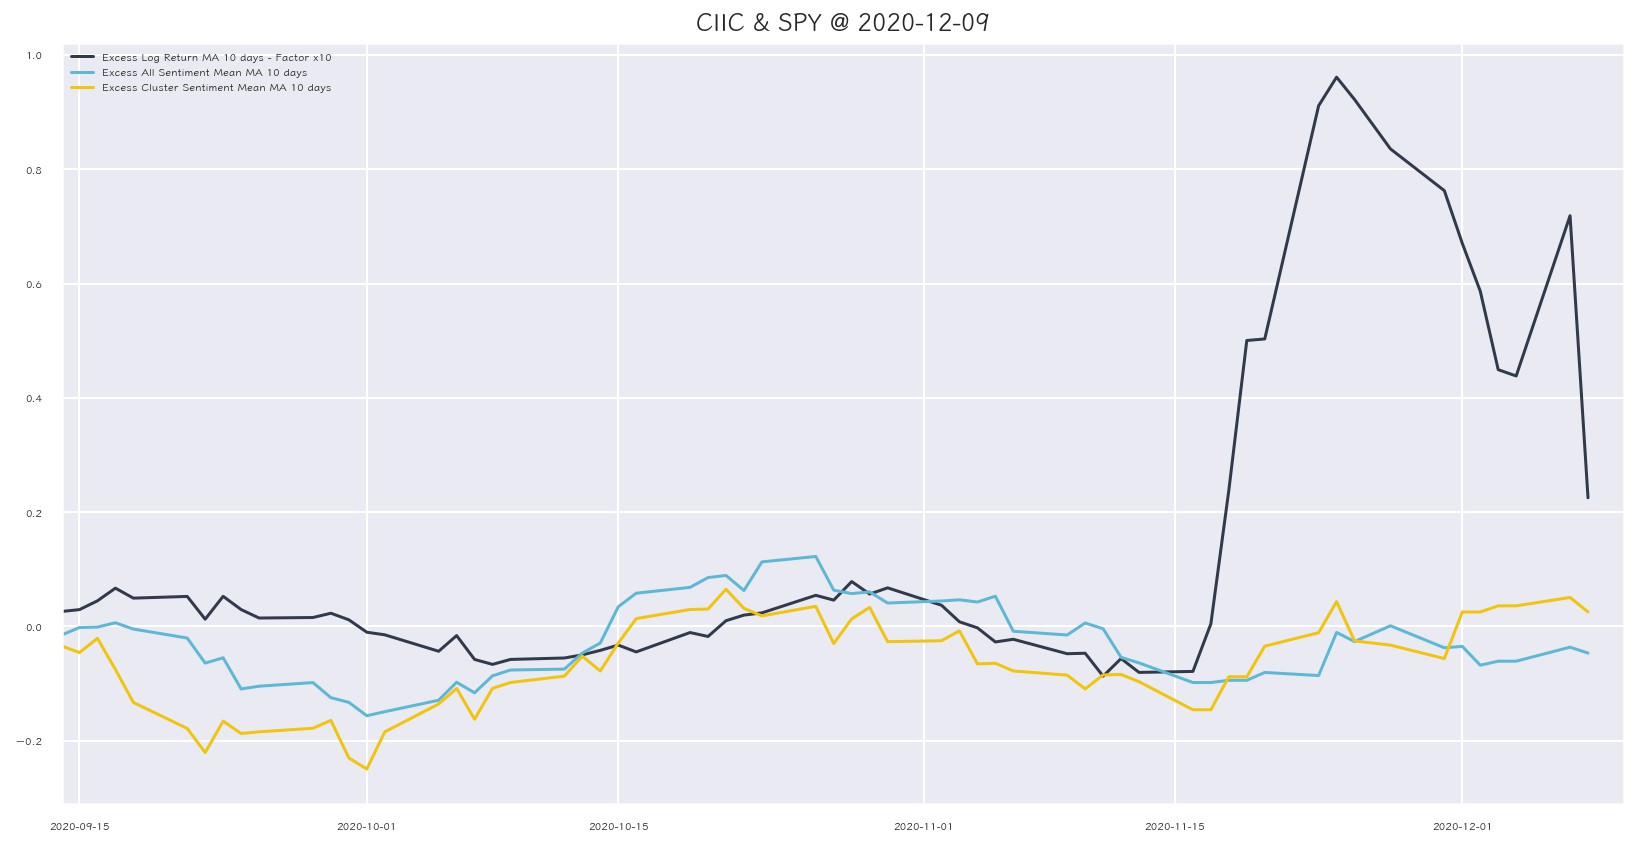 CIIC & SPY @ 2020-12-09
Excess Log Return MA 10 days - Factor x10
Excess All Sentiment Mean MA 10 days
Excess Cluster Sentiment Mean MA 10 days
1.0
0.8
0.6
0.4
0.2
0.0
−0.2
2020-09-15 2020-10-01 2020-10-15 2020-11-01 2020-11-15 2020-12-01